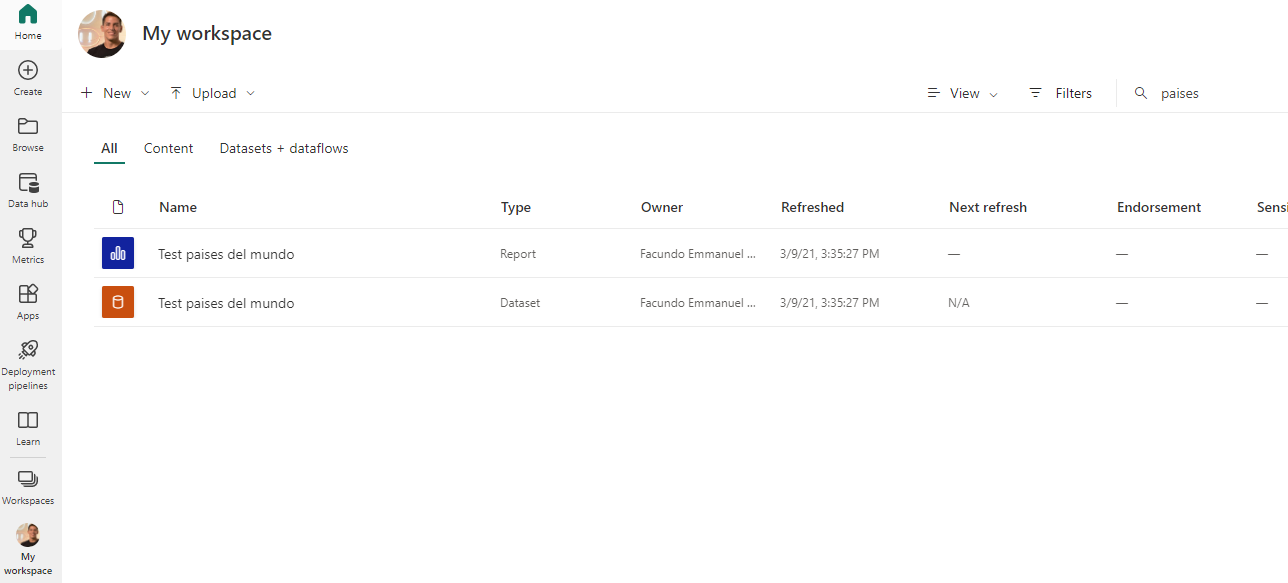 Home
Create
Browse
Data hub
Metrics
Apps
Deployment
pipelines
Learn
Workspaces
My
workspace
My workspace
New
Upload
View
Filters
paises
All
Content
Datasets + dataflows
Name Type Owner Refreshed Next refresh Endorsement Sensi
Test paises del mundo Report Facundo Emmanuel ... 3/9/21, 3:35:27 PM — — —
Test paises del mundo Dataset Facundo Emmanuel ... 3/9/21, 3:35:27 PM N/A — —